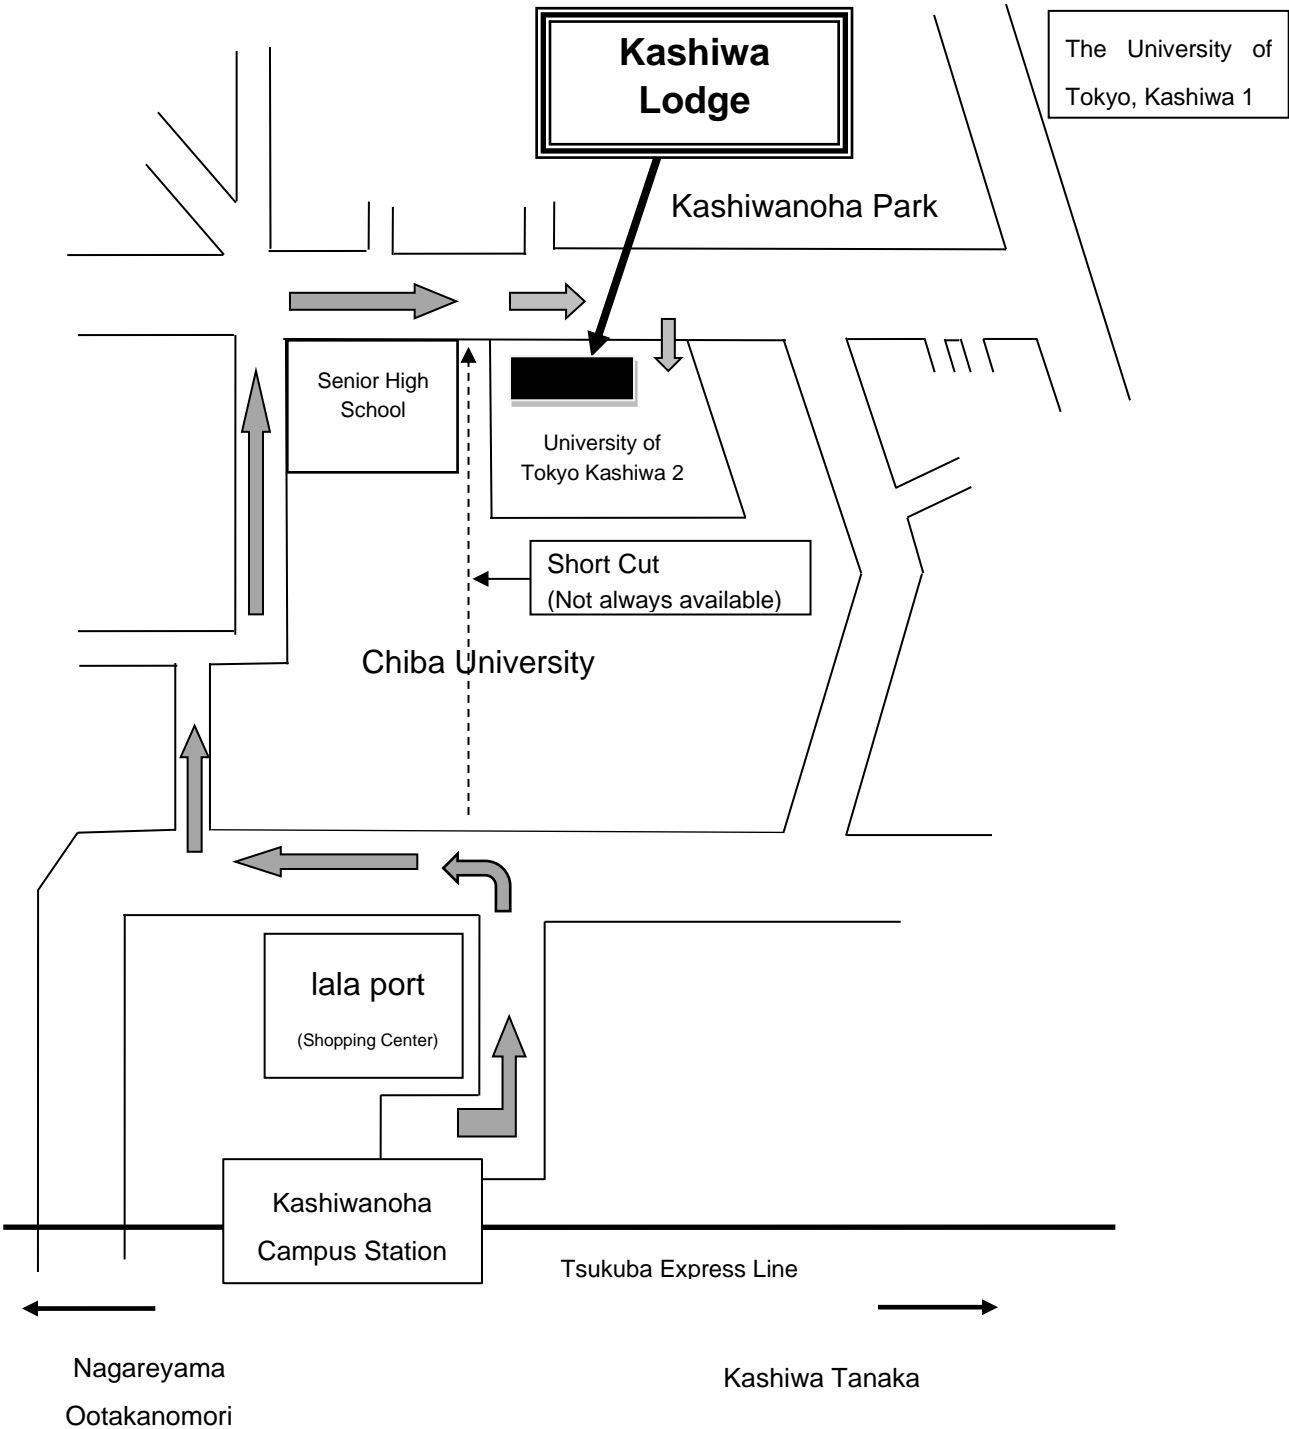 Kashiwa
Lodge
The University of
Tokyo, Kashiwa 1
Kashiwanoha Park
Senior High
School
University of
Tokyo Kashiwa 2
Short Cut
(Not always available)
Chiba University
lala port
(Shopping Center)
Kashiwanoha
Campus Station
Tsukuba Express Line
Nagareyama
Ootakanomori
Kashiwa Tanaka